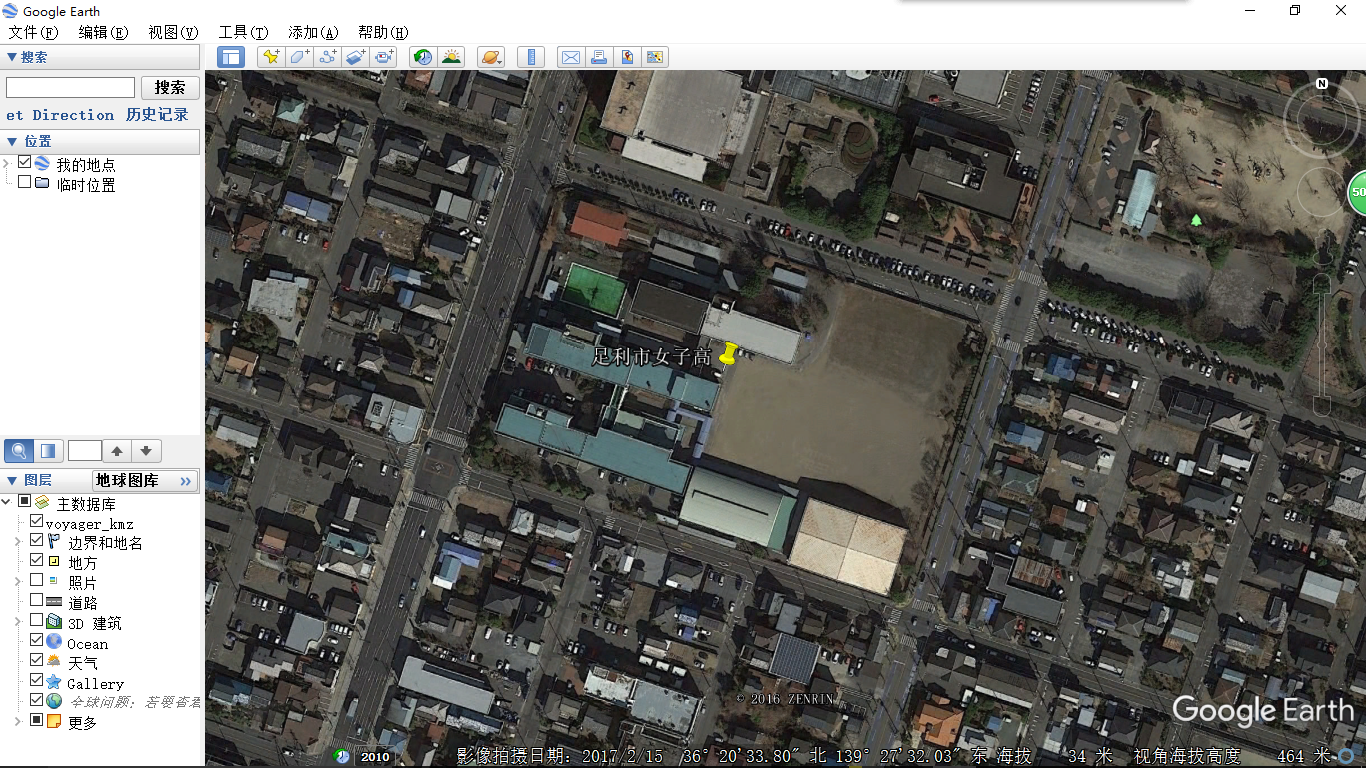 Google Earth
文件(F) 编辑(E) 视图(V) 工具(T) 添加(A) 帮助(H)
搜索
搜索
et Direction 历史记录
位置
我的地点
临时位置
图层 地球图库 »
主数据库
voyager_kmz
边界和地名
地方
照片
道路
3D 建筑
Ocean
天气
Gallery
全球问题：
更多
N
50
足利市女子高
© 2016 ZENRIN
Google Earth
2010 影像拍摄日期: 2017/2/15 36° 20'33.80" 北 139° 27'32.03" 东 海拔 34 米 视角海拔高度 464 米